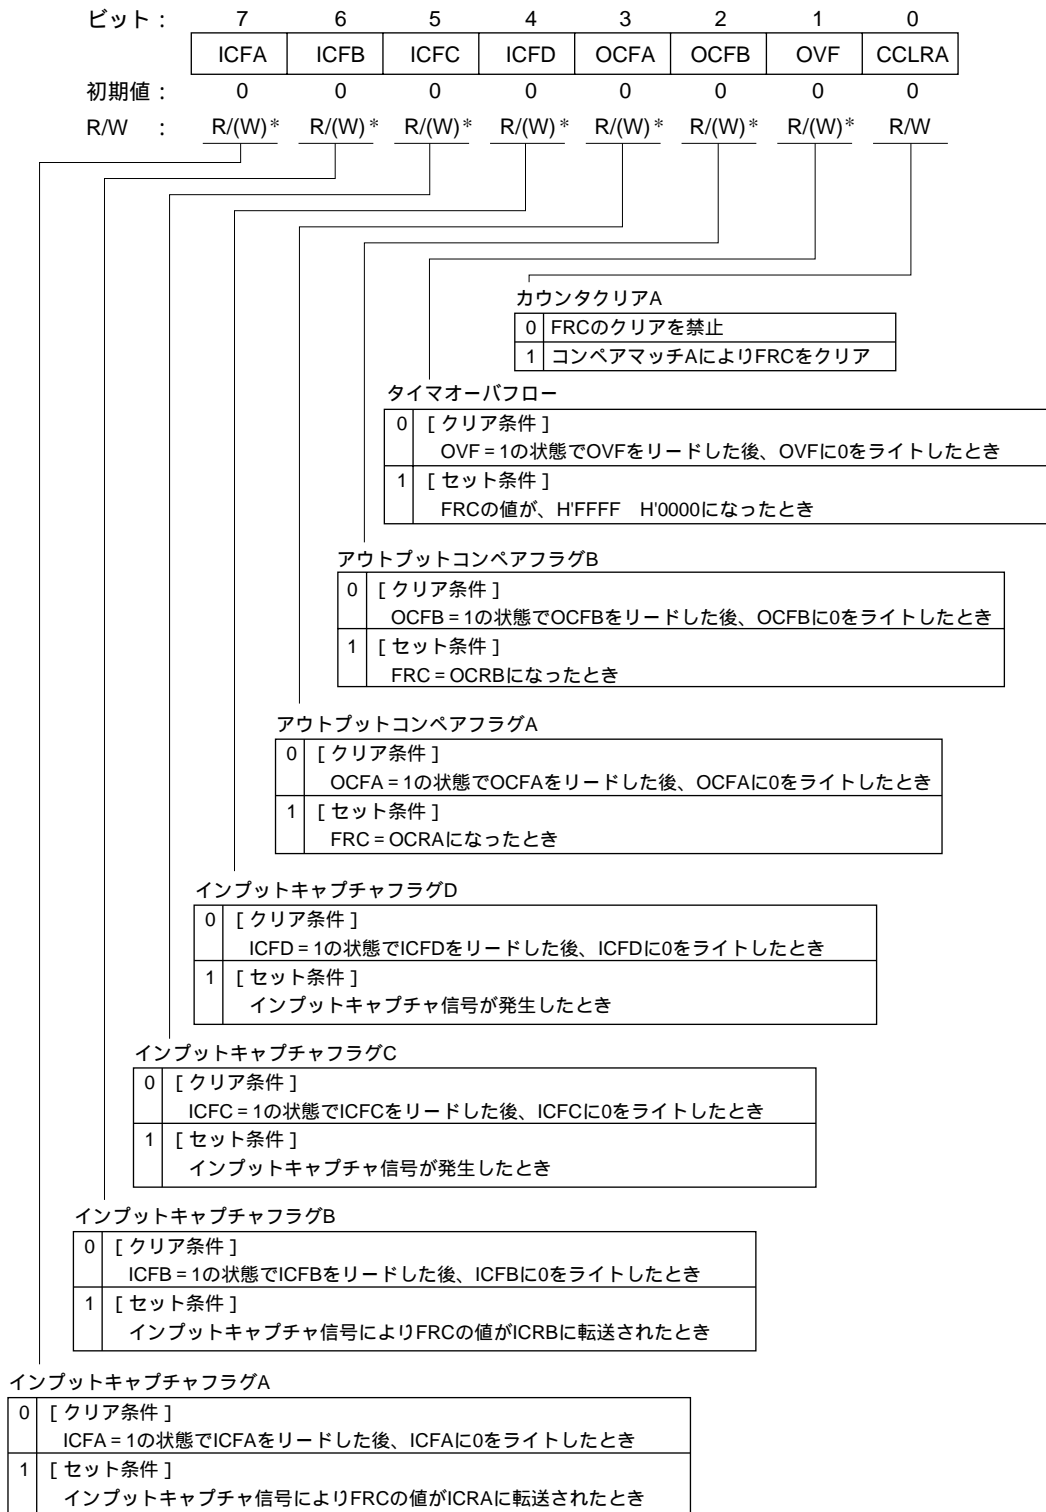 ビット： 7 6 5 4 3 2 1 0
ICFA ICFB ICFC ICFD OCFA OCFB OVF CCLRA
初期値： 0 0 0 0 0 0 0 0
R/W ： R/(W)* R/(W)* R/(W)* R/(W)* R/(W)* R/(W)* R/(W)* R/W
カウンタクリアA
0 FRCのクリアを禁止
1 コンペアマッチAによりFRCをクリア
タイマオーバフロー
0 ［クリア条件］
OVF = 1の状態でOVFをリードした後、OVFに0をライトしたとき
1 ［セット条件］
FRCの値が、H'FFFF　H'0000になったとき
アウトプットコンペアフラグB
0 ［クリア条件］
OCFB = 1の状態でOCFBをリードした後、OCFBに0をライトしたとき
1 ［セット条件］
FRC = OCRBになったとき
アウトプットコンペアフラグA
0 ［クリア条件］
OCFA = 1の状態でOCFAをリードした後、OCFAに0をライトしたとき
1 ［セット条件］
FRC = OCRAになったとき
インプットキャプチャフラグD
0 ［クリア条件］
ICFD = 1の状態でICFDをリードした後、ICFDに0をライトしたとき
1 ［セット条件］
インプットキャプチャ信号が発生したとき
インプットキャプチャフラグC
0 ［クリア条件］
ICFC = 1の状態でICFCをリードした後、ICFCに0をライトしたとき
1 ［セット条件］
インプットキャプチャ信号が発生したとき
インプットキャプチャフラグB
0 ［クリア条件］
ICFB = 1の状態でICFBをリードした後、ICFBに0をライトしたとき
1 ［セット条件］
インプットキャプチャ信号によりFRCの値がICRBに転送されたとき
インプットキャプチャフラグA
0 ［クリア条件］
ICFA = 1の状態でICFAをリードした後、ICFAに0をライトしたとき
1 ［セット条件］
インプットキャプチャ信号によりFRCの値がICRAに転送されたとき